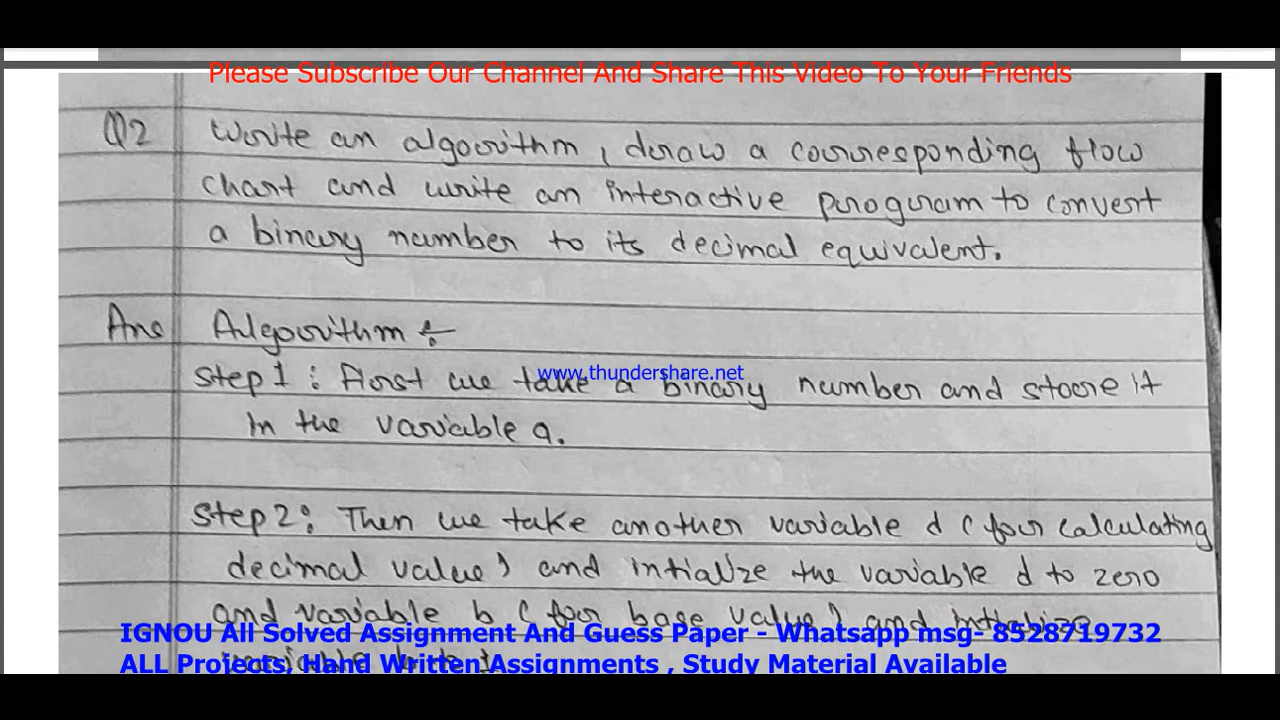 Please Subscribe Our Channel And Share This Video To Your Friends
Q2 Write an algorithm, draw a corresponding flow
chart and write an interactive program to convert
a binary number to its decimal equivalent.
Ans Algorithm :-
Step 1 : First we take a binary number and store it
www.thundershare.net
in the variable a.
Step 2: Then we take another variable d (for calculating
decimal value) and intialize the variable d to zero
and variable b (for base value) and
IGNOU All Solved Assignment And Guess Paper - Whatsapp msg- 8528719732
ALL Projects, Hand Written Assignments , Study Material Available